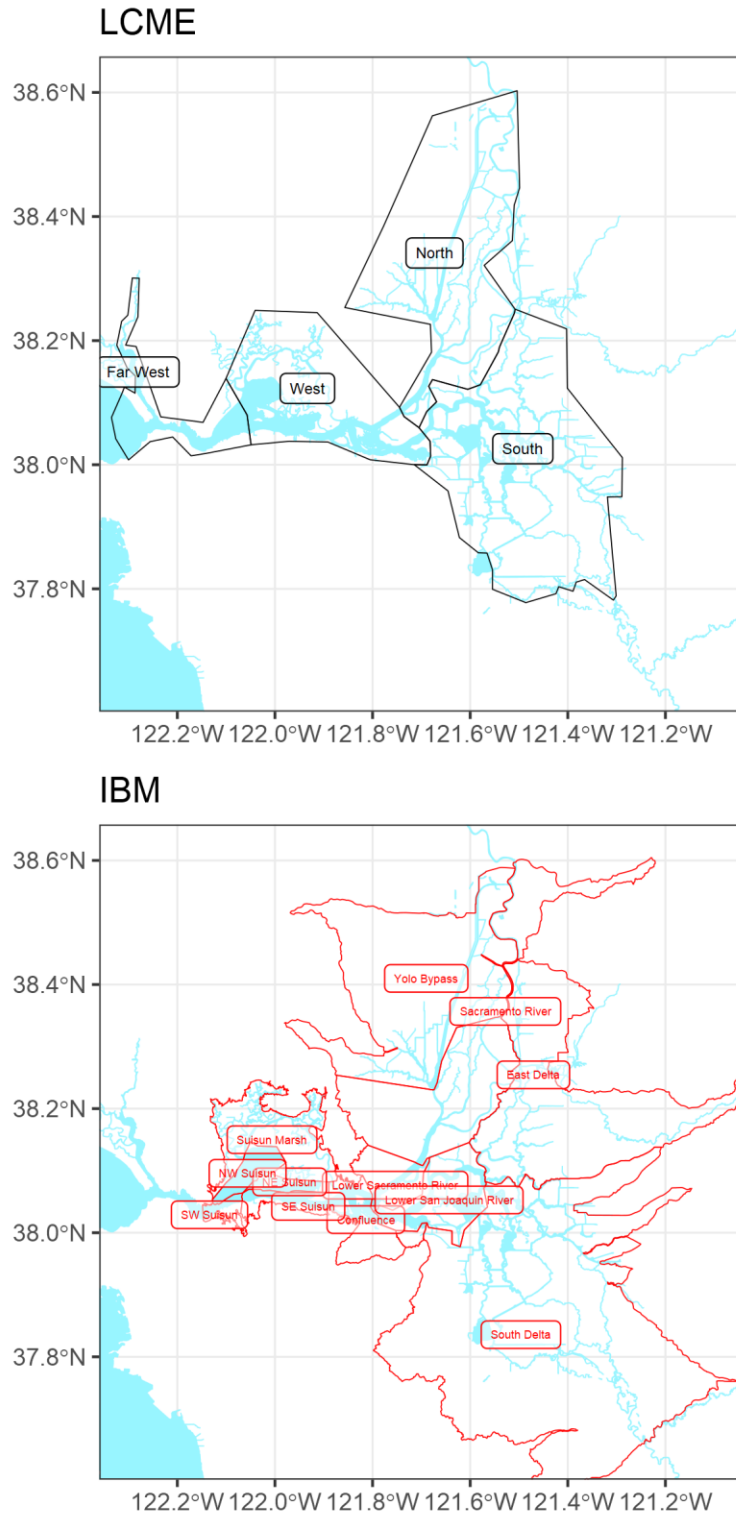 LCME
38.6°N
38.4°N
North
38.2°N
Far West
West
South
38.0°N
37.8°N
122.2°W 122.0°W 121.8°W 121.6°W 121.4°W 121.2°W
IBM
38.6°N
Yolo Bypass
38.4°N
Sacramento River
East Delta
38.2°N
Suisun Marsh
NW Suisun
NE Suisun
Lower Sacramento River
Lower San Joaquin River
SE Suisun
SW Suisun
Confluence
38.0°N
South Delta
37.8°N
122.2°W 122.0°W 121.8°W 121.6°W 121.4°W 121.2°W